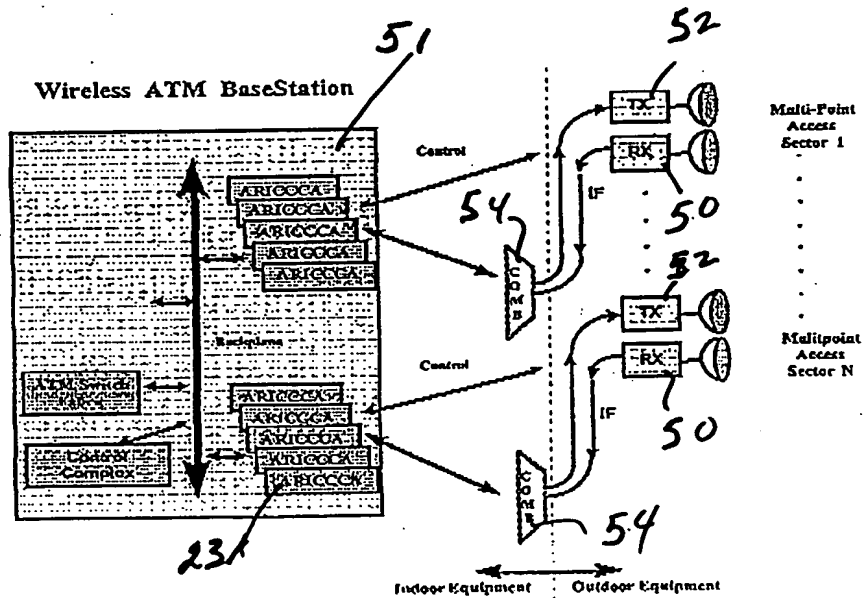 51
52
Wireless ATM BaseStation
TX
Multi-Point
Access
Sector 1
Control
RX
50
IF
54
ARICCCA
ARICCCA
ARICCCA
ARICCCA
ARICCCA
COMB
52
TX
Backplane
Control
Malitpoint
Access
Sector N
RX
50
IF
ATM Switch
ARICCCA
ARICCCA
ARICCCA
ARICCCA
ARICCCA
Control
Complex
COMB
54
23
Indoor Equipment
Outdoor Equipment